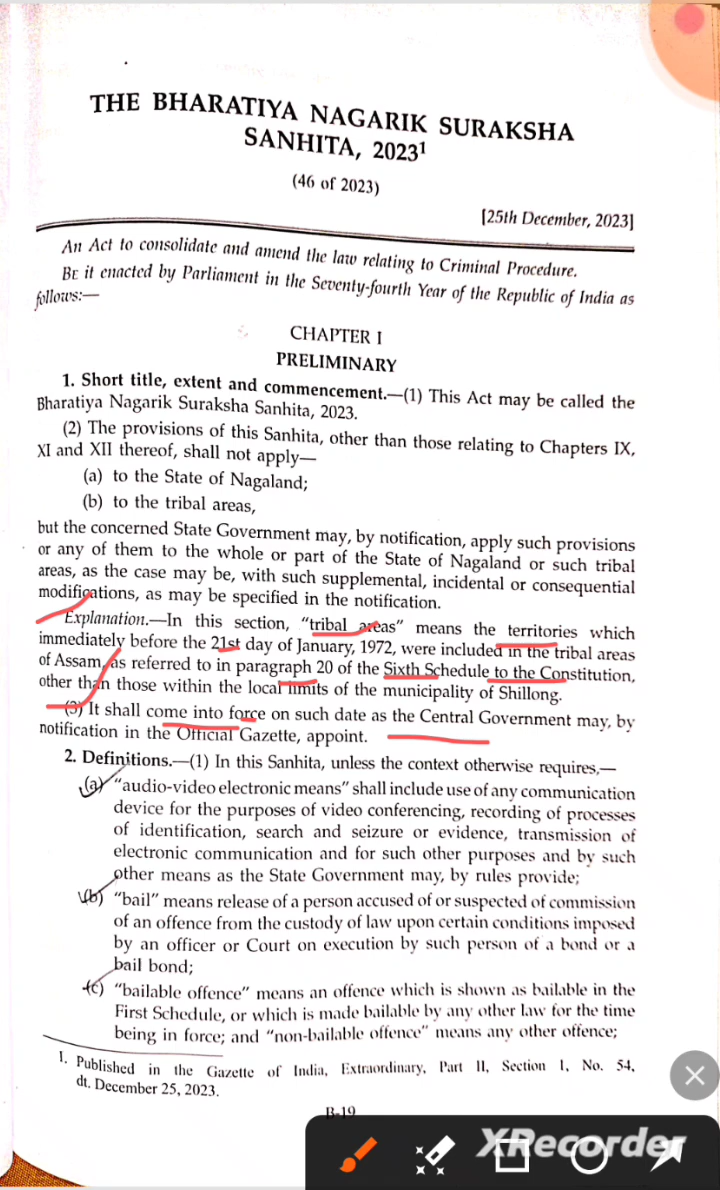 THE BHARATIYA NAGARIK SURAKSHA
SANHITA, 2023¹
(46 of 2023)
[25th December, 2023]
An Act to consolidate and amend the law relating to Criminal Procedure.
BE it enacted by Parliament in the Seventy-fourth Year of the Republic of India as
follows:—
CHAPTER I
PRELIMINARY
1. Short title, extent and commencement.—(1) This Act may be called the
Bharatiya Nagarik Suraksha Sanhita, 2023.
(2) The provisions of this Sanhita, other than those relating to Chapters IX,
XI and XII thereof, shall not apply—
(a) to the State of Nagaland;
(b) to the tribal areas,
but the concerned State Government may, by notification, apply such provisions
or any of them to the whole or part of the State of Nagaland or such tribal
areas, as the case may be, with such supplemental, incidental or consequential
modifications, as may be specified in the notification.
Explanation.—In this section, "tribal areas" means the territories which
immediately before the 21st day of January, 1972, were included in the tribal areas
of Assam, as referred to in paragraph 20 of the Sixth Schedule to the Constitution,
other than those within the local limits of the municipality of Shillong.
(3) It shall come into force on such date as the Central Government may, by
notification in the Official Gazette, appoint.
2. Definitions.—(1) In this Sanhita, unless the context otherwise requires,—
(a) "audio-video electronic means" shall include use of any communication
device for the purposes of video conferencing, recording of processes
of identification, search and seizure or evidence, transmission of
electronic communication and for such other purposes and by such
other means as the State Government may, by rules provide;
(b) "bail" means release of a person accused of or suspected of commission
of an offence from the custody of law upon certain conditions imposed
by an officer or Court on execution by such person of a bond or a
bail bond;
(c) "bailable offence" means an offence which is shown as bailable in the
First Schedule, or which is made bailable by any other law for the time
being in force; and "non-bailable offence" means any other offence;
1. Published in the Gazette of India, Extraordinary, Part II, Section 1, No. 54,
dt. December 25, 2023.
B-19
XRecorder